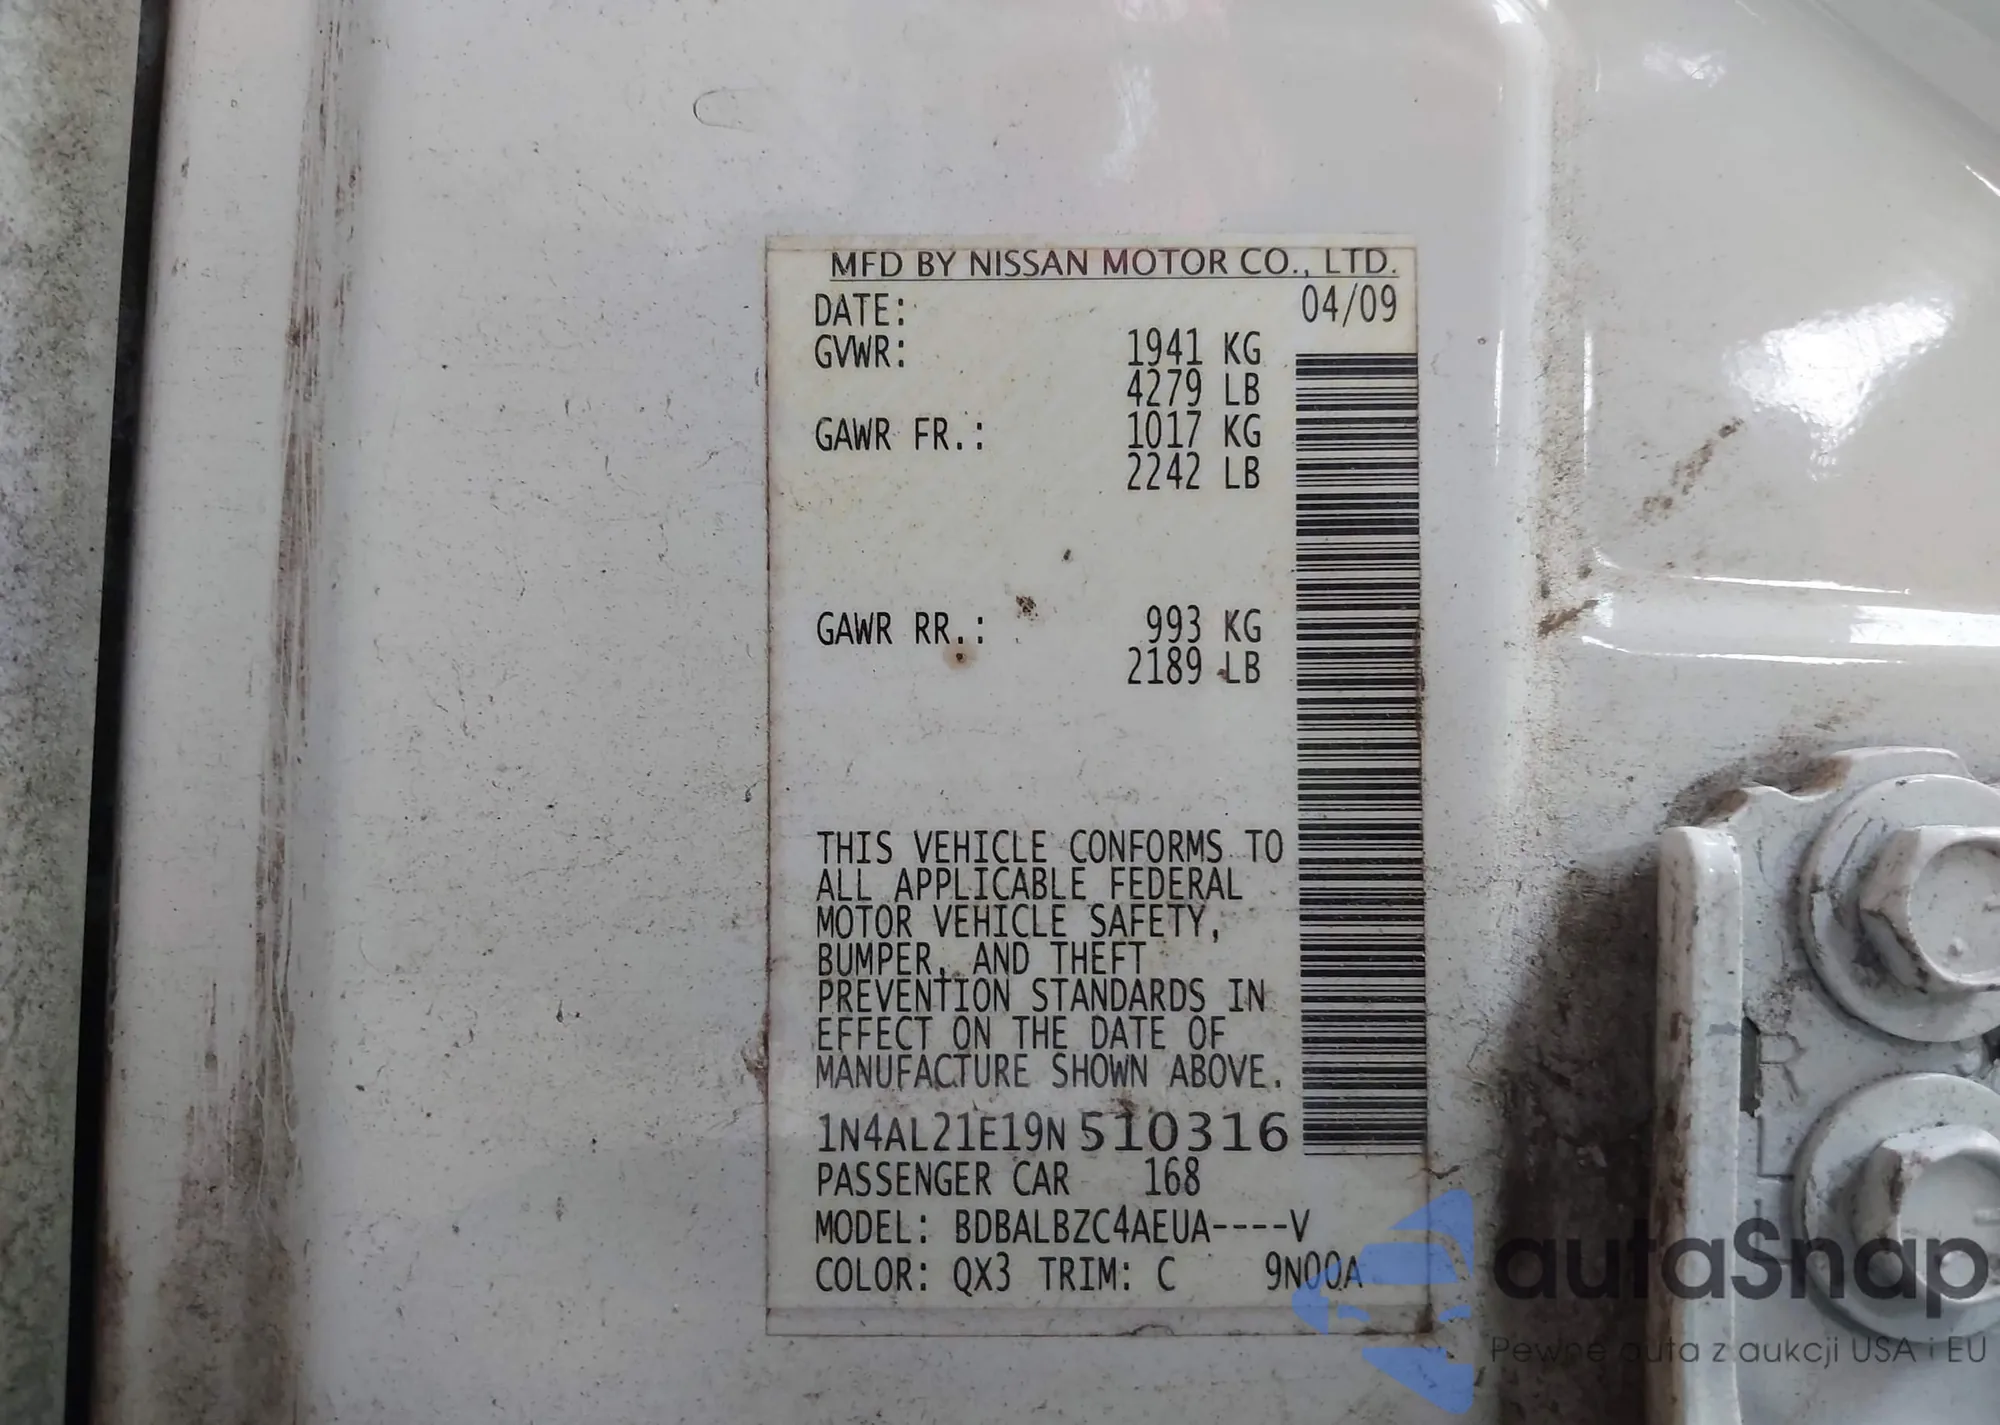 MFD BY NISSAN MOTOR CO., LTD.
DATE: 04/09
GVWR: 1941 KG
4279 LB
GAWR FR.: 1017 KG
2242 LB
GAWR RR.: 993 KG
2189 LB
THIS VEHICLE CONFORMS TO
ALL APPLICABLE FEDERAL
MOTOR VEHICLE SAFETY,
BUMPER, AND THEFT
PREVENTION STANDARDS IN
EFFECT ON THE DATE OF
MANUFACTURE SHOWN ABOVE.
1N4AL21E19N510316
PASSENGER CAR 168
MODEL: BDBALBZC4AEUA----V
COLOR: QX3 TRIM: C 9N00A
R
L
autaSnap
Pewne auta z aukcji USA i EU